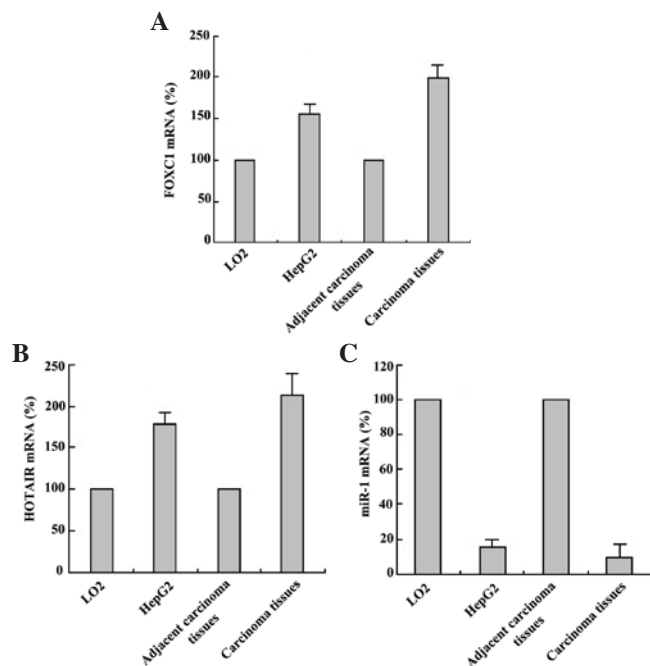 A
FOXC1 mRNA (%)
250
200
150
100
50
0
LO2
HepG2
Adjacent carcinoma
tissues
Carcinoma tissues
B
HOTAIR mRNA (%)
250
200
150
100
50
0
LO2
HepG2
Adjacent carcinoma
tissues
Carcinoma tissues
C
miR-1 mRNA (%)
120
100
80
60
40
20
0
LO2
HepG2
Adjacent carcinoma
tissues
Carcinoma tissues